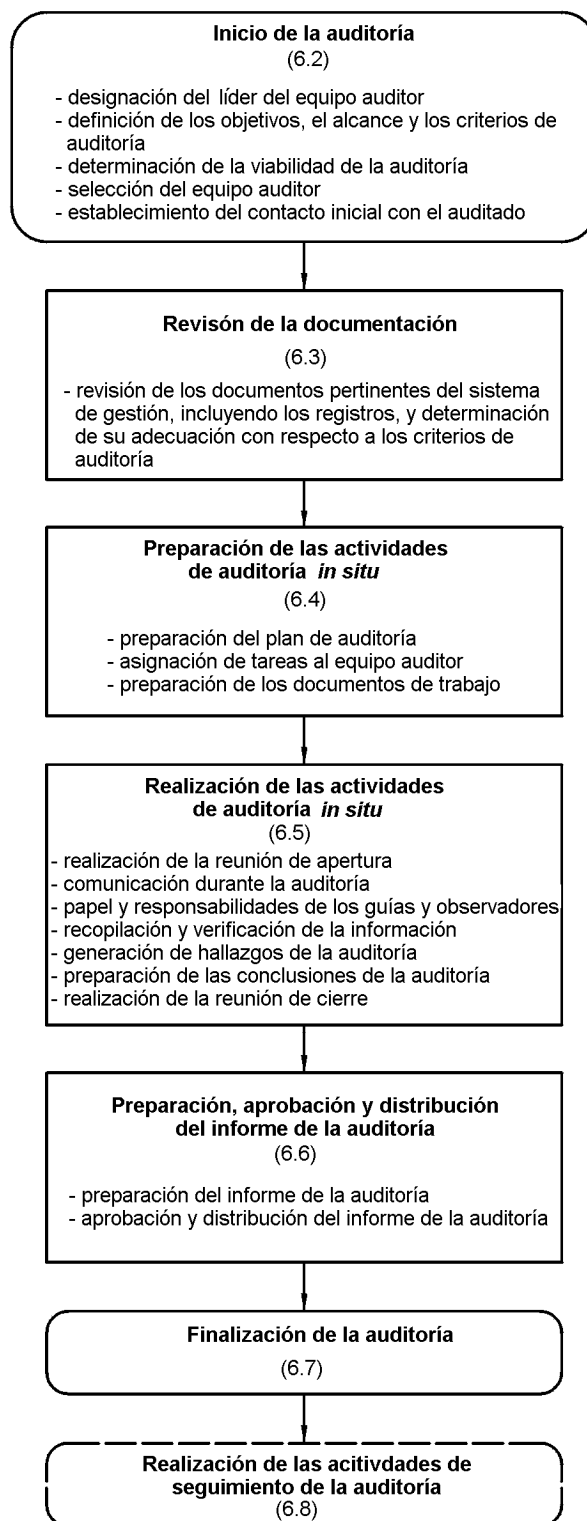 Inicio de la auditoría
(6.2)
- designación del líder del equipo auditor
- definición de los objetivos, el alcance y los criterios de
auditoría
- determinación de la viabilidad de la auditoría
- selección del equipo auditor
- establecimiento del contacto inicial con el auditado
Revisón de la documentación
(6.3)
- revisión de los documentos pertinentes del sistema
de gestión, incluyendo los registros, y determinación
de su adecuación con respecto a los criterios de
auditoría
Preparación de las actividades
de auditoría in situ
(6.4)
- preparación del plan de auditoría
- asignación de tareas al equipo auditor
- preparación de los documentos de trabajo
Realización de las actividades
de auditoría in situ
(6.5)
- realización de la reunión de apertura
- comunicación durante la auditoría
- papel y responsabilidades de los guías y observadores
- recopilación y verificación de la información
- generación de hallazgos de la auditoría
- preparación de las conclusiones de la auditoría
- realización de la reunión de cierre
Preparación, aprobación y distribución
del informe de la auditoría
(6.6)
- preparación del informe de la auditoría
- aprobación y distribución del informe de la auditoría
Finalización de la auditoría
(6.7)
Realización de las acitivdades de
seguimiento de la auditoría
(6.8)